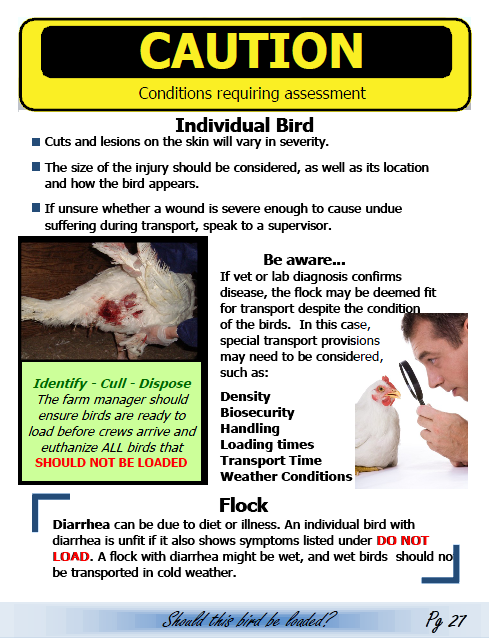 CAUTION
Conditions requiring assessment
Individual Bird
Cuts and lesions on the skin will vary in severity.
The size of the injury should be considered, as well as its location
and how the bird appears.
If unsure whether a wound is severe enough to cause undue
suffering during transport, speak to a supervisor.
Identify - Cull - Dispose
The farm manager should
ensure birds are ready to
load before crews arrive and
euthanize ALL birds that
SHOULD NOT BE LOADED
Be aware...
If vet or lab diagnosis confirms
disease, the flock may be deemed fit
for transport despite the condition
of the birds. In this case,
special transport provisions
may need to be considered,
such as:
Density
Biosecurity
Handling
Loading times
Transport Time
Weather Conditions
Flock
Diarrhea can be due to diet or illness. An individual bird with
diarrhea is unfit if it also shows symptoms listed under DO NOT
LOAD. A flock with diarrhea might be wet, and wet birds should not
be transported in cold weather.
Should this bird be loaded?
Pg 27